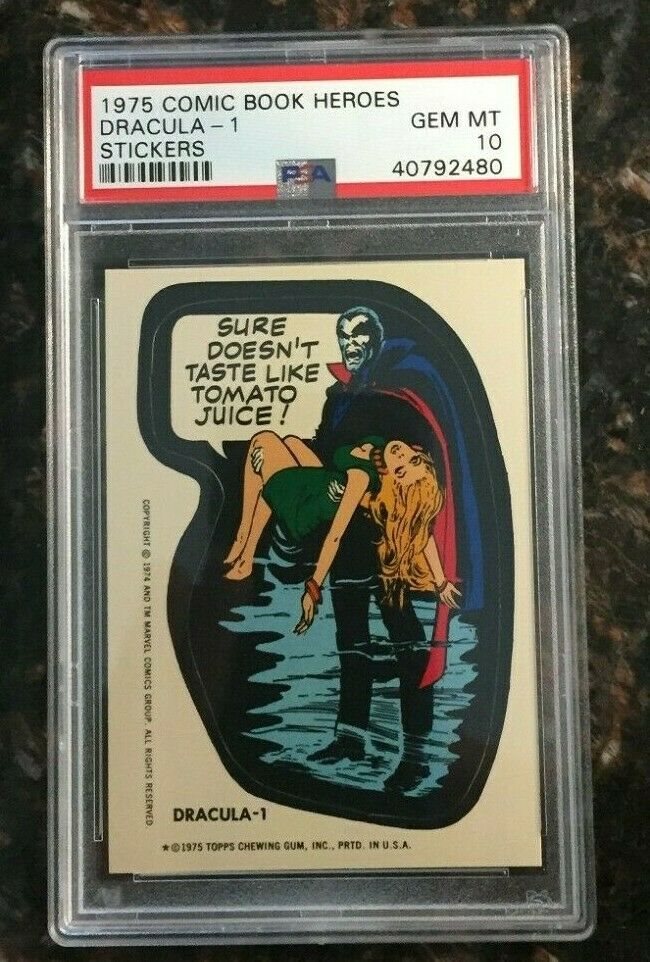 1975 COMIC BOOK HEROES
DRACULA - 1
STICKERS
GEM MT
10
40792480
PSA
SURE
DOESN'T
TASTE LIKE
TOMATO
JUICE!
COPYRIGHT © 1974 AND TM MARVEL COMICS GROUP. ALL RIGHTS RESERVED
DRACULA-1
★©1975 TOPPS CHEWING GUM, INC., PRTD. IN U.S.A.